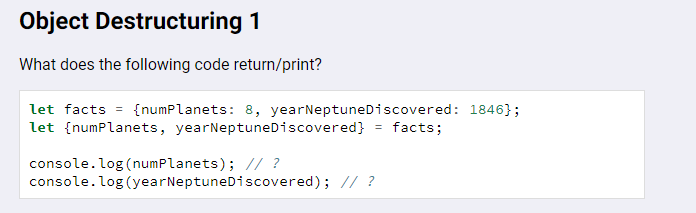 Object Destructuring 1
What does the following code return/print?
let facts = {numPlanets: 8, yearNeptuneDiscovered: 1846};
let {numPlanets, yearNeptuneDiscovered} = facts;
console.log(numPlanets); // ?
console.log(yearNeptuneDiscovered); // ?